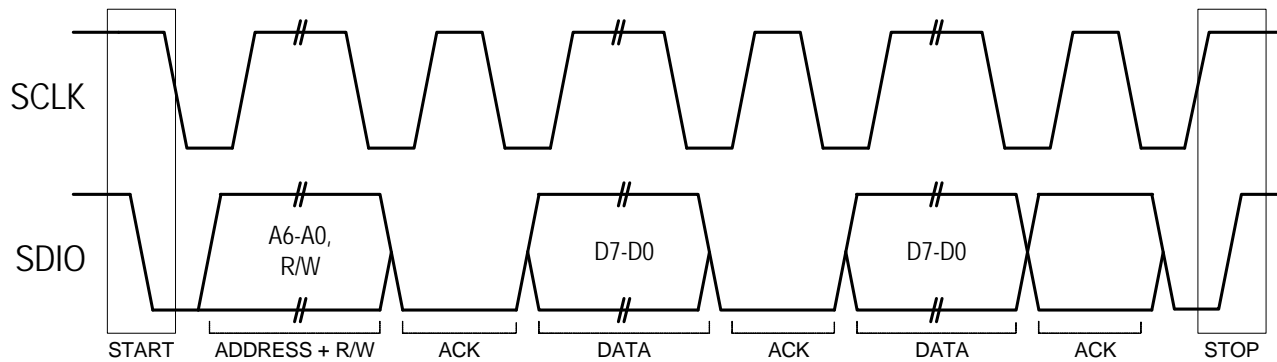 SCLK
SDIO
A6-A0,
R/W
D7-D0
D7-D0
START
ADDRESS + R/W
ACK
DATA
ACK
DATA
ACK
STOP